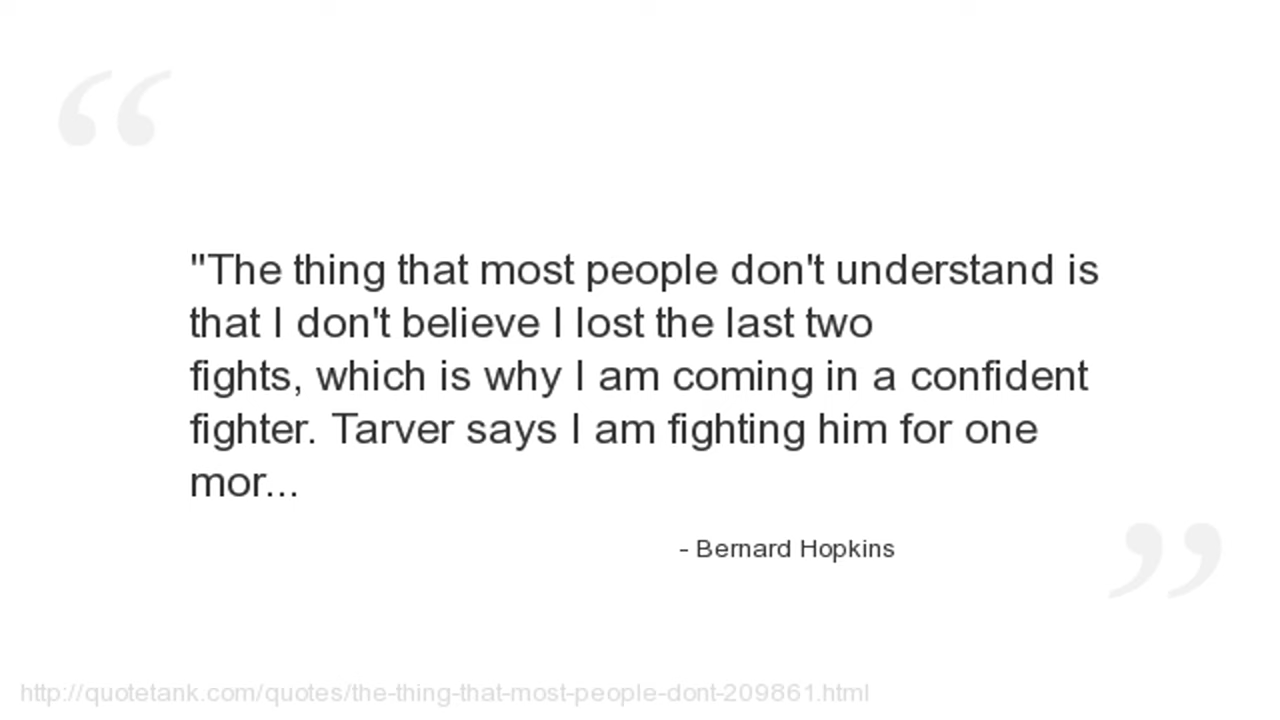 "The thing that most people don't understand is
that I don't believe I lost the last two
fights, which is why I am coming in a confident
fighter. Tarver says I am fighting him for one
mor...
- Bernard Hopkins
http://quotetank.com/quotes/the-thing-that-most-people-dont-209861.html